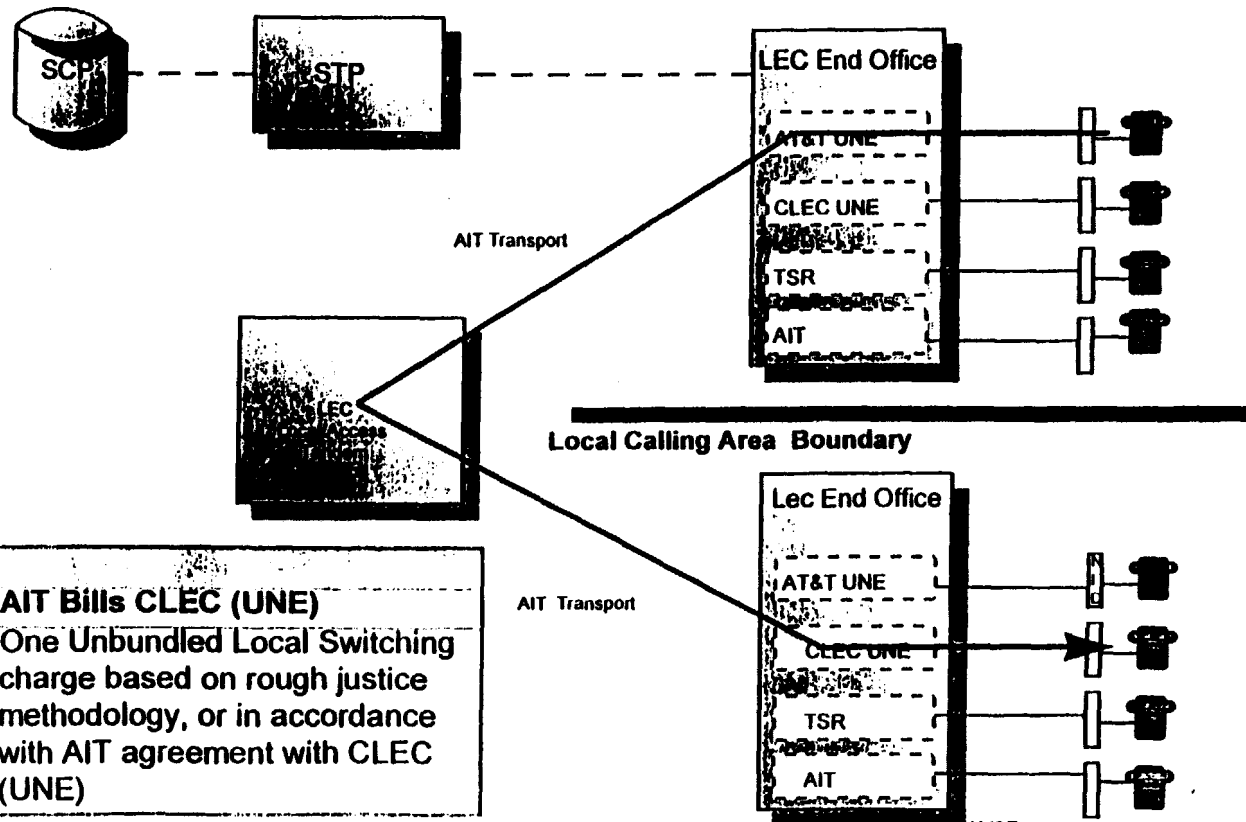 SCP
STP
LEC End Office
AT&T UNE
CLEC UNE
TSR
AIT
AIT Transport
LEC
Access
Local Calling Area Boundary
Lec End Office
AT&T UNE
CLEC UNE
TSR
AIT
AIT Transport
AIT Bills CLEC (UNE)
One Unbundled Local Switching
charge based on rough justice
methodology, or in accordance
with AIT agreement with CLEC
(UNE)